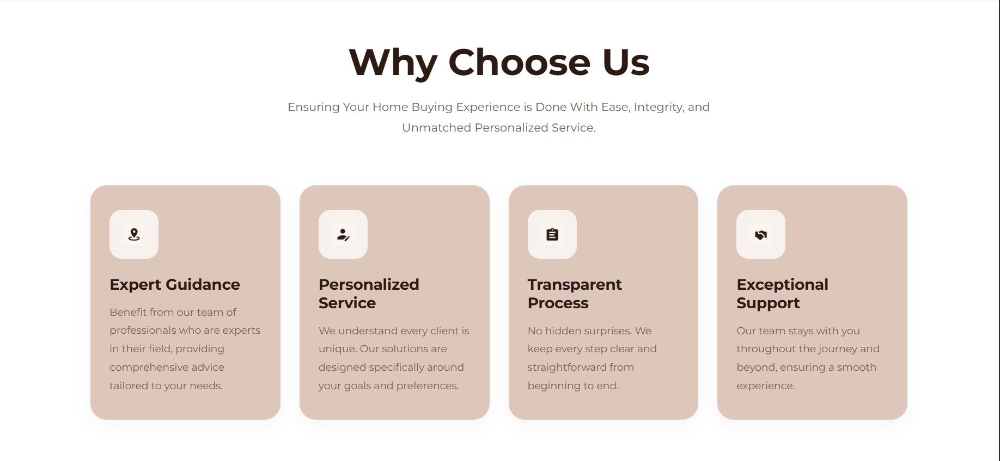 Why Choose Us
Ensuring Your Home Buying Experience is Done With Ease, Integrity, and
Unmatched Personalized Service.
Expert Guidance
Benefit from our team of
professionals who are experts
in their field, providing
comprehensive advice
tailored to your needs.
Personalized
Service
We understand every client is
unique. Our solutions are
designed specifically around
your goals and preferences.
Transparent
Process
No hidden surprises. We
keep every step clear and
straightforward from
beginning to end.
Exceptional
Support
Our team stays with you
throughout the journey and
beyond, ensuring a smooth
experience.